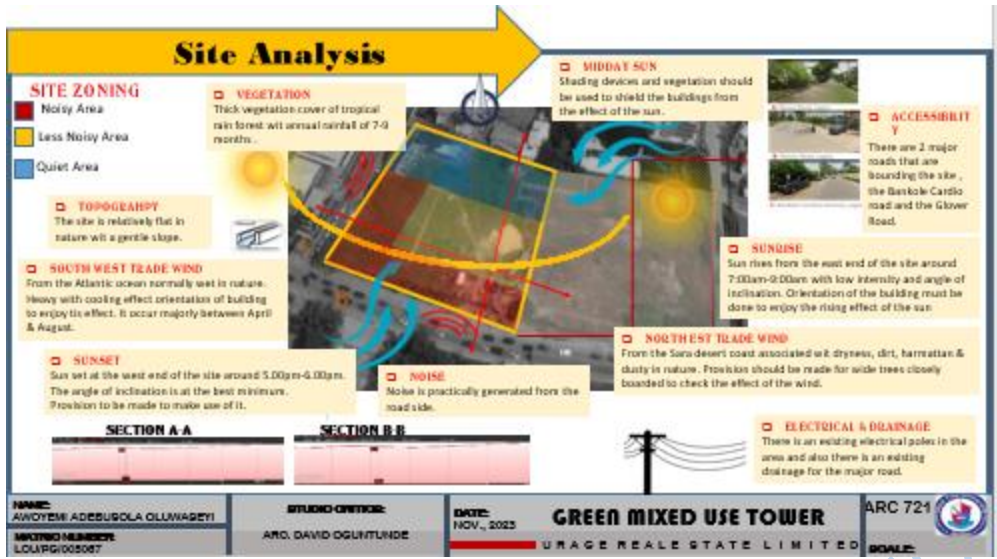 Site Analysis
SITE ZONING
Noisy Area
Less Noisy Area
Quiet Area
VEGETATION
Thick vegetation cover of tropical
rain forest wit annual rainfall of 7-9
months .
TOPOGRAHPY
The site is relatively flat in
nature wit a gentle slope.
SOUTH WEST TRADE WIND
From the Atlantic ocean normally wet in nature.
Heavy with cooling effect orientation of building
to enjoy tis effect. It occur majorly between April
& August.
SUNSET
Sun set at the west end of the site around 5.00pm-6.00pm.
The angle of inclination is at the best minimum.
Provision to be made to make use of it.
NOISE
Noise is practically generated from the
road side.
MIDDAY SUN
Shading devices and vegetation should
be used to shield the buildings from
the effect of the sun.
ACCESSIBILIT
Y
There are 2 major
roads that are
bounding the site ,
the Bankole Cardio
road and the Glover
Road.
SUNRISE
Sun rises from the east end of the site around
7:00am-9:00am with low intensity and angle of
inclination. Orientation of the building must be
done to enjoy the rising effect of the sun
NORTH EST TRADE WIND
From the Sara desert coast associated wit dryness, dirt, harmattan &
dusty in nature. Provision should be made for wide trees closely
boarded to check the effect of the wind.
ELECTRICAL & DRAINAGE
There is an existing electrical poles in the
area and also there is an existing
drainage for the major road.
SECTION A-A
SECTION B-B
NAME:
AWOYEMI ADEBUSOLA OLUWASEYI
MATRIC NUMBER:
STUDIO CRITICS:
ARC. DAVID OGUNTUNDE
DATE:
NOV., 2023
GREEN MIXED USE TOWER
URAGE REALE STATE LIMITED
ARC 721
SCALE: